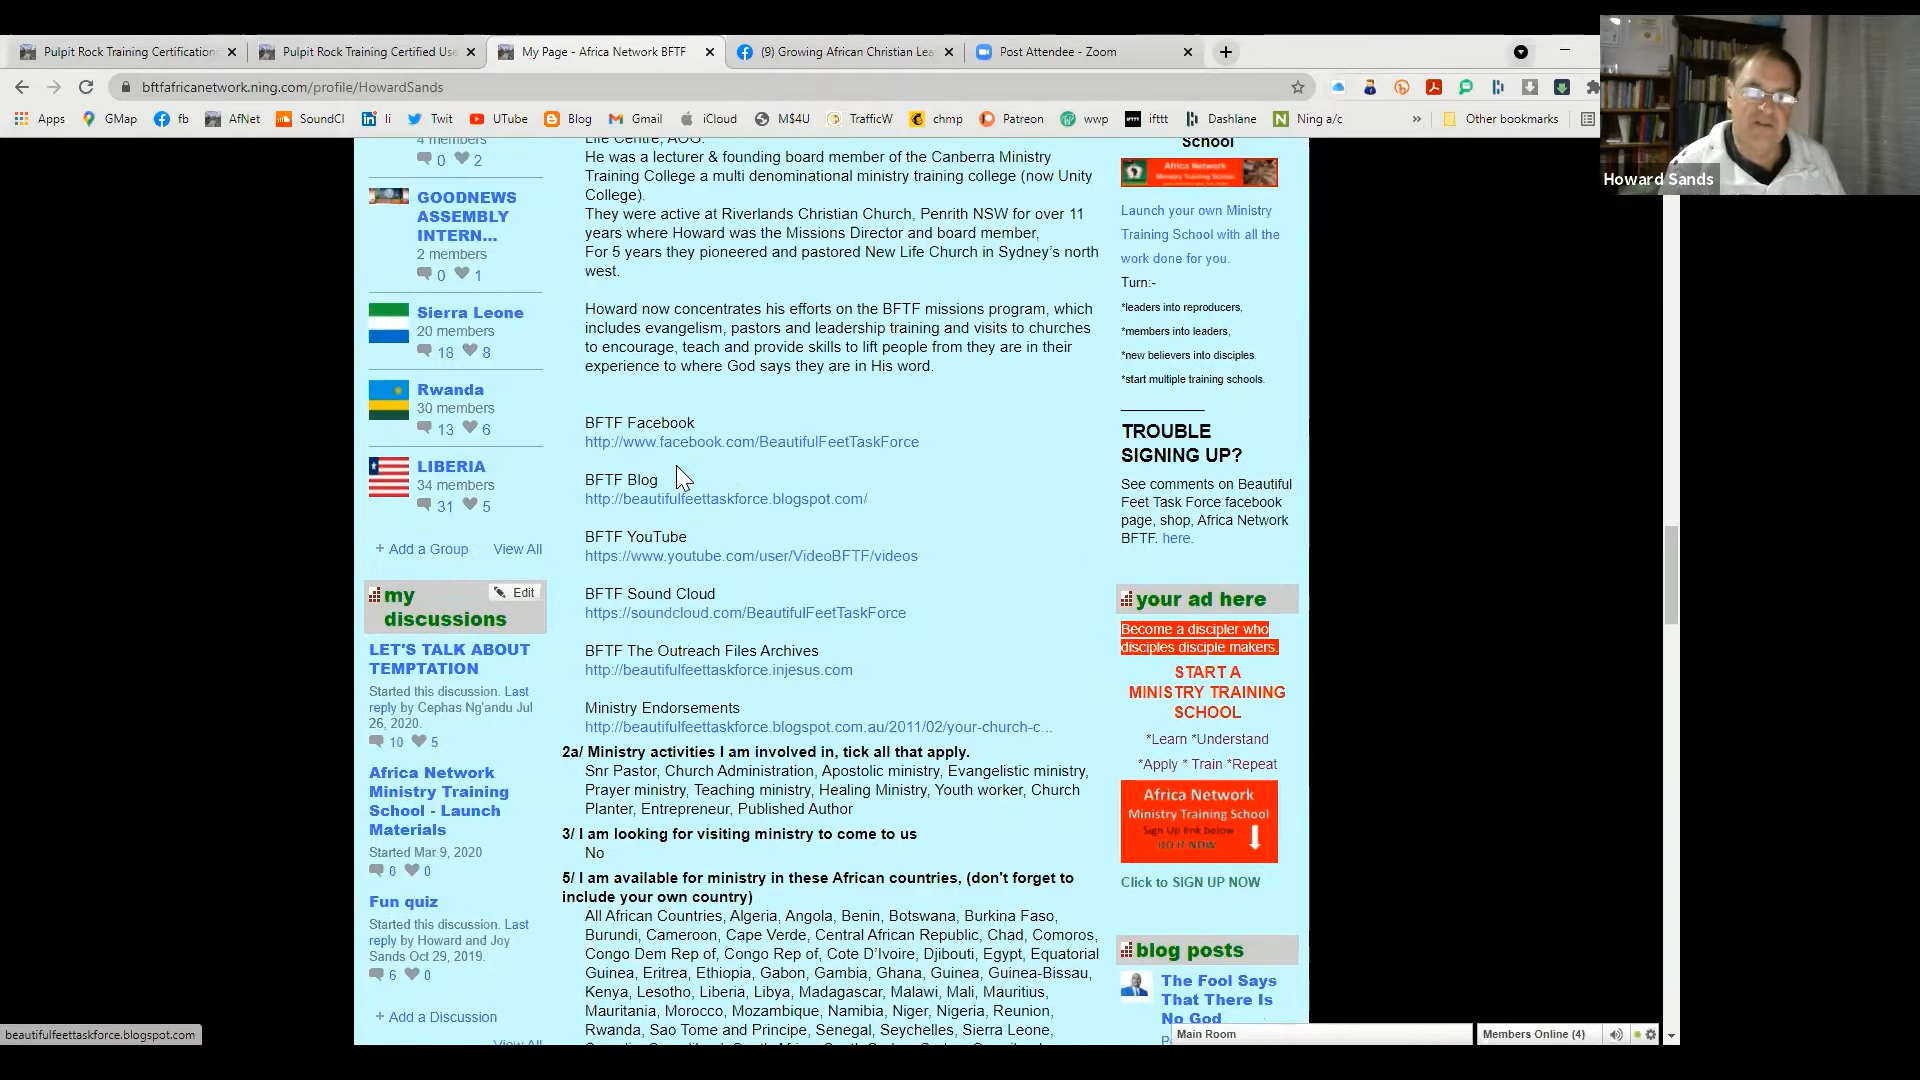 Pulpit Rock Training Certification
Pulpit Rock Training Certified Use
My Page - Africa Network BFTF
(9) Growing African Christian Lea
Post Attendee - Zoom
bftfafricanetwork.ning.com/profile/HowardSands
Apps
GMap
fb
AfNet
SoundCl
li
Twit
UTube
Blog
Gmail
iCloud
M$4U
TrafficW
chmp
Patreon
wwp
ifttt
Dashlane
Ning a/c
»
Other bookmarks
Howard Sands
4 members
0 2
GOODNEWS
ASSEMBLY
INTERN...
2 members
0 1
Sierra Leone
20 members
18 8
Rwanda
30 members
13 6
LIBERIA
34 members
31 5
+ Add a Group View All
my
discussions
Edit
LET'S TALK ABOUT
TEMPTATION
Started this discussion. Last
reply by Cephas Ng'andu Jul
26, 2020.
10 5
Africa Network
Ministry Training
School - Launch
Materials
Started Mar 9, 2020
0 0
Fun quiz
Started this discussion. Last
reply by Howard and Joy
Sands Oct 29, 2019.
6 0
+ Add a Discussion
View All
Life Centre, AOG.
He was a lecturer & founding board member of the Canberra Ministry
Training College a multi denominational ministry training college (now Unity
College).
They were active at Riverlands Christian Church, Penrith NSW for over 11
years where Howard was the Missions Director and board member,
For 5 years they pioneered and pastored New Life Church in Sydney's north
west.
Howard now concentrates his efforts on the BFTF missions program, which
includes evangelism, pastors and leadership training and visits to churches
to encourage, teach and provide skills to lift people from they are in their
experience to where God says they are in His word.
BFTF Facebook
http://www.facebook.com/BeautifulFeetTaskForce
BFTF Blog
http://beautifulfeettaskforce.blogspot.com/
BFTF YouTube
https://www.youtube.com/user/VideoBFTF/videos
BFTF Sound Cloud
https://soundcloud.com/BeautifulFeetTaskForce
BFTF The Outreach Files Archives
http://beautifulfeettaskforce.injesus.com
Ministry Endorsements
http://beautifulfeettaskforce.blogspot.com.au/2011/02/your-church-c...
2a/ Ministry activities I am involved in, tick all that apply.
Snr Pastor, Church Administration, Apostolic ministry, Evangelistic ministry,
Prayer ministry, Teaching ministry, Healing Ministry, Youth worker, Church
Planter, Entrepreneur, Published Author
3/ I am looking for visiting ministry to come to us
No
5/ I am available for ministry in these African countries, (don't forget to
include your own country)
All African Countries, Algeria, Angola, Benin, Botswana, Burkina Faso,
Burundi, Cameroon, Cape Verde, Central African Republic, Chad, Comoros,
Congo Dem Rep of, Congo Rep of, Cote D'Ivoire, Djibouti, Egypt, Equatorial
Guinea, Eritrea, Ethiopia, Gabon, Gambia, Ghana, Guinea, Guinea-Bissau,
Kenya, Lesotho, Liberia, Libya, Madagascar, Malawi, Mali, Mauritius,
Mauritania, Morocco, Mozambique, Namibia, Niger, Nigeria, Reunion,
Rwanda, Sao Tome and Principe, Senegal, Seychelles, Sierra Leone,
School
Africa Network
Ministry Training School
Launch your own Ministry
Training School with all the
work done for you.
Turn:-
*leaders into reproducers,
*members into leaders,
*new believers into disciples.
*start multiple training schools.
TROUBLE
SIGNING UP?
See comments on Beautiful
Feet Task Force facebook
page, shop, Africa Network
BFTF. here.
your ad here
Become a discipler who
disciples disciple makers.
START A
MINISTRY TRAINING
SCHOOL
*Learn *Understand
*Apply * Train *Repeat
Africa Network
Ministry Training School
Sign Up link below
DO IT NOW
Click to SIGN UP NOW
blog posts
The Fool Says
That There Is
No God
Main Room
Members Online (4)
beautifulfeettaskforce.blogspot.com